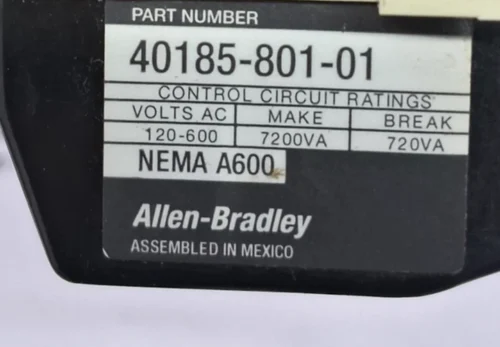 PART NUMBER
40185-801-01
CONTROL CIRCUIT RATINGS
VOLTS AC MAKE BREAK
120-600 7200VA 720VA
NEMA A600
Allen-Bradley
ASSEMBLED IN MEXICO